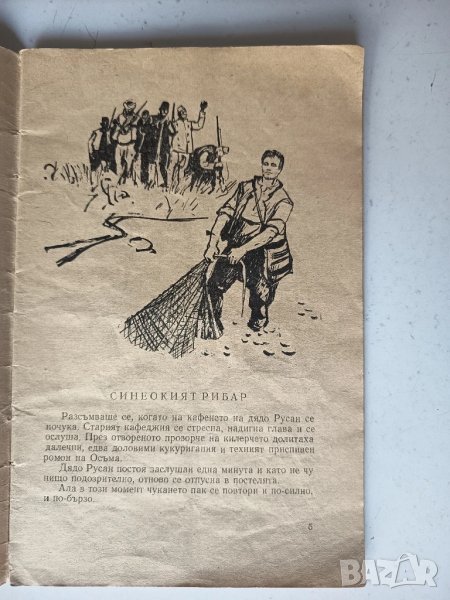 СИНЕОКИЯТ РИБАР
Разсъмваше се, когато на кафенето на дядо Русан се
почука. Старият кафеджия се стресна, надигна глава и се
ослуша. През отвореното прозорче на килерчето долитаха
далечни, едва доловими кукуригания и техният приспивен
ромон на Осъма.
Дядо Русан постоя заслушан една минута и като не чу
нищо подозрително, отново се отпусна в постелята.
Ала в този момент чукането пак се повтори и по-силно,
и по-бързо.
5
BAZAR